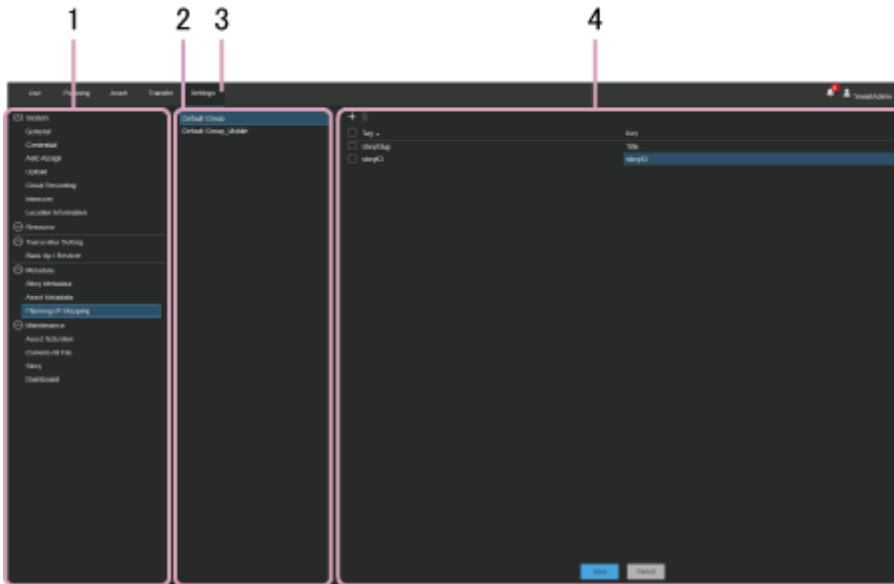 1 2 3 4
Live Planning Asset Transfer Settings
System
General
Credential
Auto Assign
Upload
Cloud Recording
Intercom
Location Information
Resource
Transmitter Setting
Back Up / Restore
Metadata
Story Metadata
Asset Metadata
Planning I/F Mapping
Maintenance
Asset Retention
Camera All File
Story
Dashboard
Default Group
Default Group_Mobile
Tag Key
storySlug Title
storyID storyID
Save Cancel